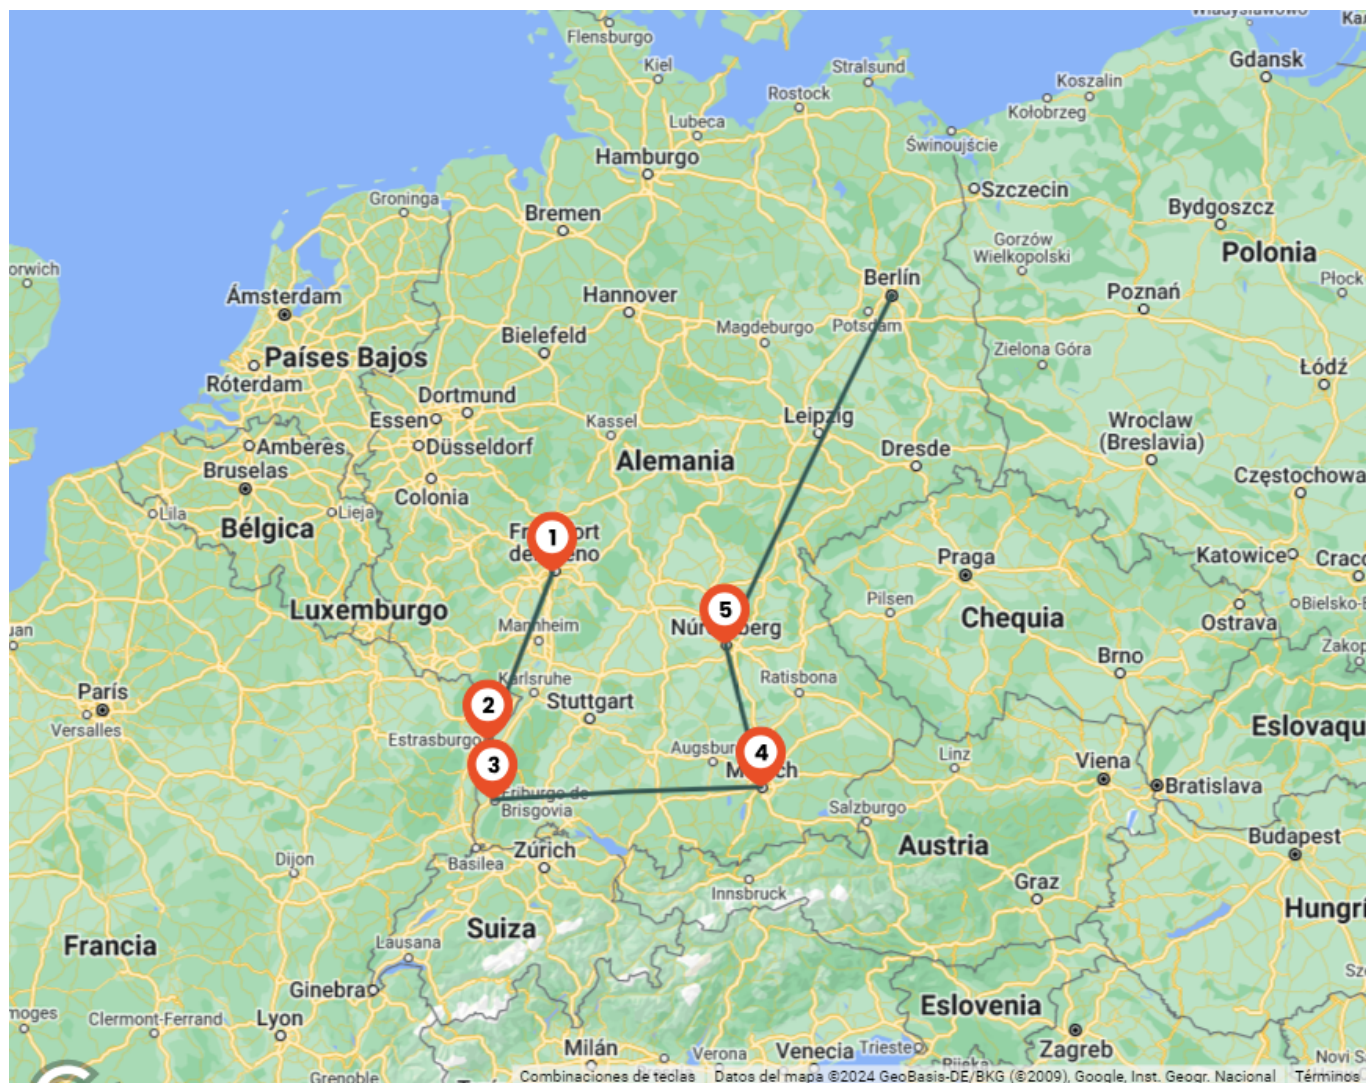 Flensburgo
Kiel
Stralsund
Rostock
Lubeca
Koszalin
Kołobrzeg
Gdansk
Świnoujście
Hamburgo
Szczecin
Groninga
Bremen
Bydgoszcz
Gorzów
Wielkopolski
Polonia
Berlín
Płock
Ámsterdam
Hannover
Poznań
Magdeburgo
Potsdam
Bielefeld
Países Bajos
Zielona Góra
Róterdam
Łódź
Dortmund
Essen
Kassel
Leipzig
Wroclaw
(Breslavia)
Amberes
Düsseldorf
Dresde
Bruselas
Alemania
Częstochowa
Colonia
Lila
Lieja
Bélgica
1
Praga
Katowice
Pilsen
Luxemburgo
5
Chequia
Ostrava
Mannheim
Brno
París
Versalles
Karlsruhe
Stuttgart
Ratisbona
2
Estrasburgo
3
4
Linz
Viena
Bratislava
Friburgo de
Brisgovia
Salzburgo
Budapest
Dijon
Basilea
Zúrich
Austria
Innsbruck
Graz
Francia
Suiza
Lausana
Ginebra
Eslovenia
Clermont-Ferrand
Lyon
Milán
Verona
Venecia
Trieste
Zagreb
Grenoble
Combinaciones de teclas
Datos del mapa ©2024 GeoBasis-DE/BKG (©2009), Google, Inst. Geogr. Nacional
Términos